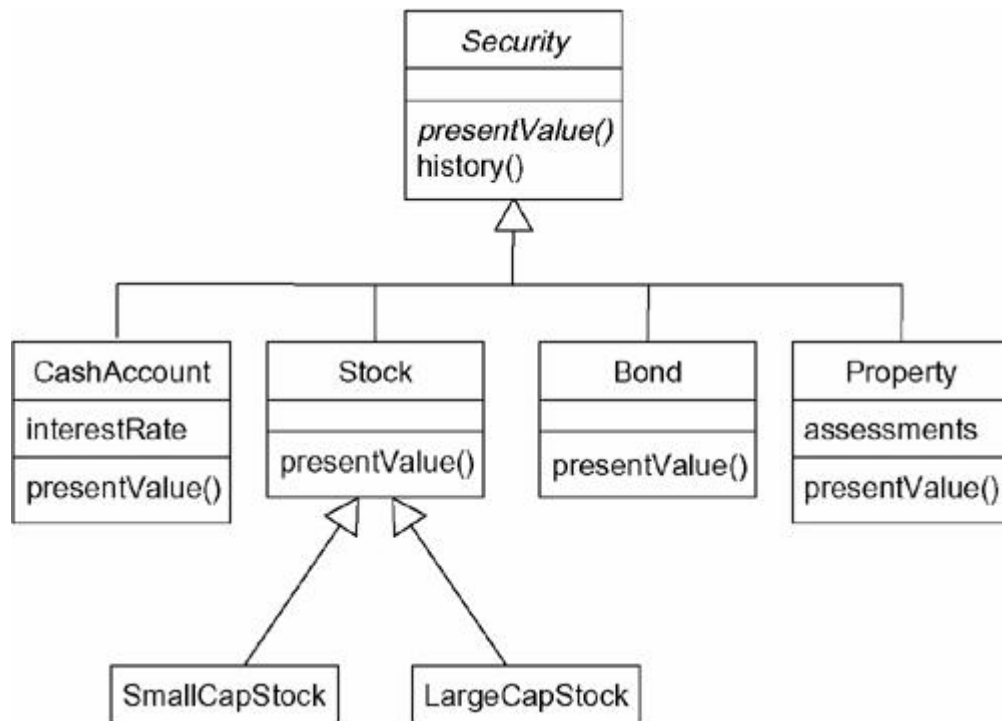 Security
presentValue()
history()
CashAccount
interestRate
presentValue()
Stock
presentValue()
Bond
presentValue()
Property
assessments
presentValue()
SmallCapStock
LargeCapStock